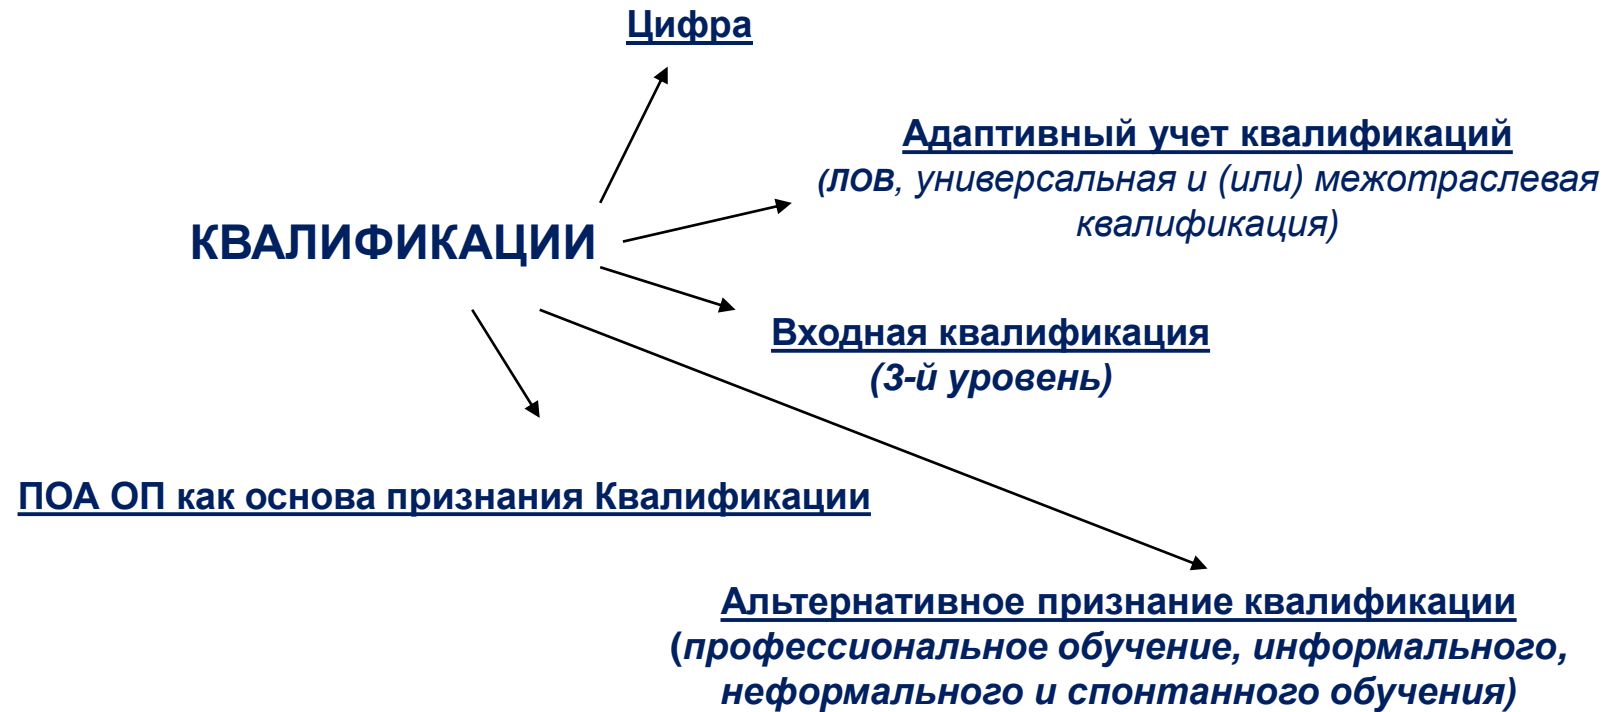 Цифра
Адаптивный учет квалификаций
(ЛОВ, универсальная и (или) межотраслевая
квалификация)
КВАЛИФИКАЦИИ
Входная квалификация
(3-й уровень)
ПОА ОП как основа признания Квалификации
Альтернативное признание квалификации
(профессиональное обучение, информального,
неформального и спонтанного обучения)